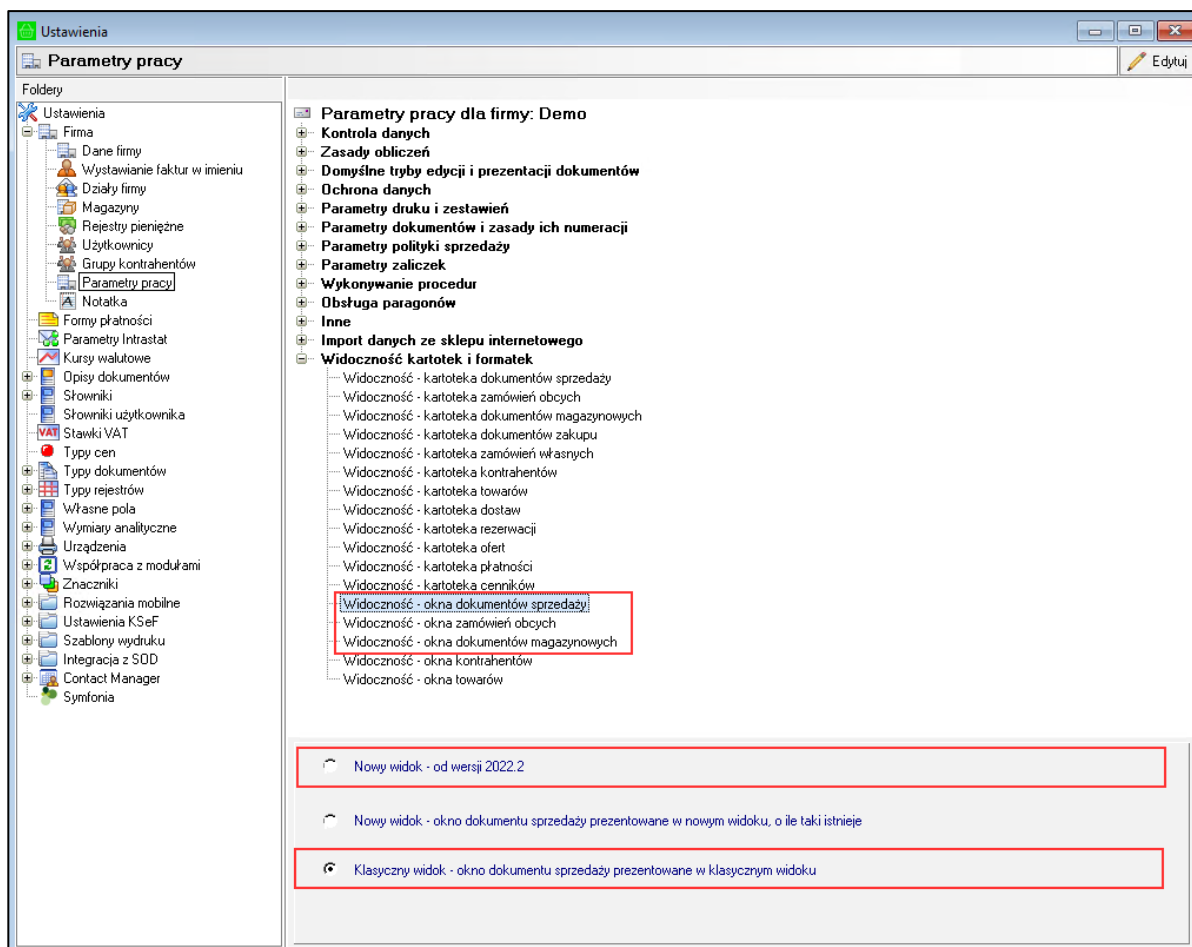 Ustawienia
Parametry pracy
Edytuj
Foldery
Ustawienia
Firma
Dane firmy
Wystawianie faktur w imieniu
Działy firmy
Magazyny
Rejestry pieniężne
Użytkownicy
Grupy kontrahentów
Parametry pracy
Notatka
Formy płatności
Parametry Intrastat
Kursy walutowe
Opisy dokumentów
Słowniki
Słowniki użytkownika
VAT Stawki VAT
Typy cen
Typy dokumentów
Typy rejestrów
Własne pola
Wymiary analityczne
Urządzenia
Współpraca z modułami
Znaczniki
Rozwiązania mobilne
Ustawienia KSeF
Szablony wydruku
Integracja z SOD
Contact Manager
Symfonia
Parametry pracy dla firmy: Demo
Kontrola danych
Zasady obliczeń
Domyślne tryby edycji i prezentacji dokumentów
Ochrona danych
Parametry druku i zestawień
Parametry dokumentów i zasady ich numeracji
Parametry polityki sprzedaży
Parametry zaliczek
Wykonywanie procedur
Obsługa paragonów
Inne
Import danych ze sklepu internetowego
Widoczność kartotek i formatek
Widoczność - kartoteka dokumentów sprzedaży
Widoczność - kartoteka zamówień obcych
Widoczność - kartoteka dokumentów magazynowych
Widoczność - kartoteka dokumentów zakupu
Widoczność - kartoteka zamówień własnych
Widoczność - kartoteka kontrahentów
Widoczność - kartoteka towarów
Widoczność - kartoteka dostaw
Widoczność - kartoteka rezerwacji
Widoczność - kartoteka ofert
Widoczność - kartoteka płatności
Widoczność - kartoteka cenników
Widoczność - okna dokumentów sprzedaży
Widoczność - okna zamówień obcych
Widoczność - okna dokumentów magazynowych
Widoczność - okna kontrahentów
Widoczność - okna towarów
Nowy widok - od wersji 2022.2
Nowy widok - okno dokumentu sprzedaży prezentowane w nowym widoku, o ile taki istnieje
Klasyczny widok - okno dokumentu sprzedaży prezentowane w klasycznym widoku